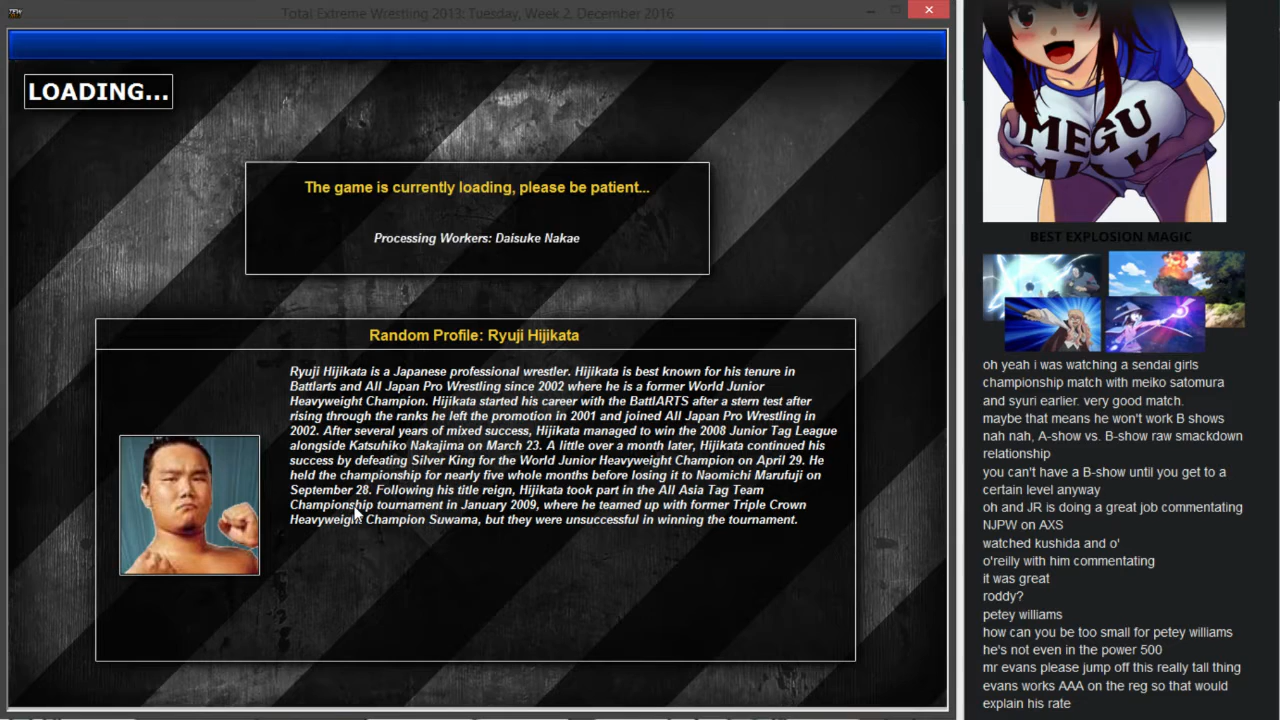 Total Extreme Wrestling 2013: Tuesday, Week 2, December 2016
LOADING...
The game is currently loading, please be patient...
Processing Workers: Daisuke Nakae
Random Profile: Ryuji Hijikata
Ryuji Hijikata is a Japanese professional wrestler. Hijikata is best known for his tenure in
Battlarts and All Japan Pro Wrestling since 2002 where he is a former World Junior
Heavyweight Champion. Hijikata started his career with the BattlARTS after a stern test after
rising through the ranks he left the promotion in 2001 and joined All Japan Pro Wrestling in
2002. After several years of mixed success, Hijikata managed to win the 2008 Junior Tag League
alongside Katsuhiko Nakajima on March 23. A little over a month later, Hijikata continued his
success by defeating Silver King for the World Junior Heavyweight Champion on April 29. He
held the championship for nearly five whole months before losing it to Naomichi Marufuji on
September 28. Following his title reign, Hijikata took part in the All Asia Tag Team
Championship tournament in January 2009, where he teamed up with former Triple Crown
Heavyweight Champion Suwama, but they were unsuccessful in winning the tournament.
MEGU
BEST EXPLOSION MAGIC
oh yeah i was watching a sendai girls
championship match with meiko satomura
and syuri earlier. very good match.
maybe that means he won't work B shows
nah nah, A-show vs. B-show raw smackdown
relationship
you can't have a B-show until you get to a
certain level anyway
oh and JR is doing a great job commentating
NJPW on AXS
watched kushida and o'
o'reilly with him commentating
it was great
roddy?
petey williams
how can you be too small for petey williams
he's not even in the power 500
mr evans please jump off this really tall thing
evans works AAA on the reg so that would
explain his rate